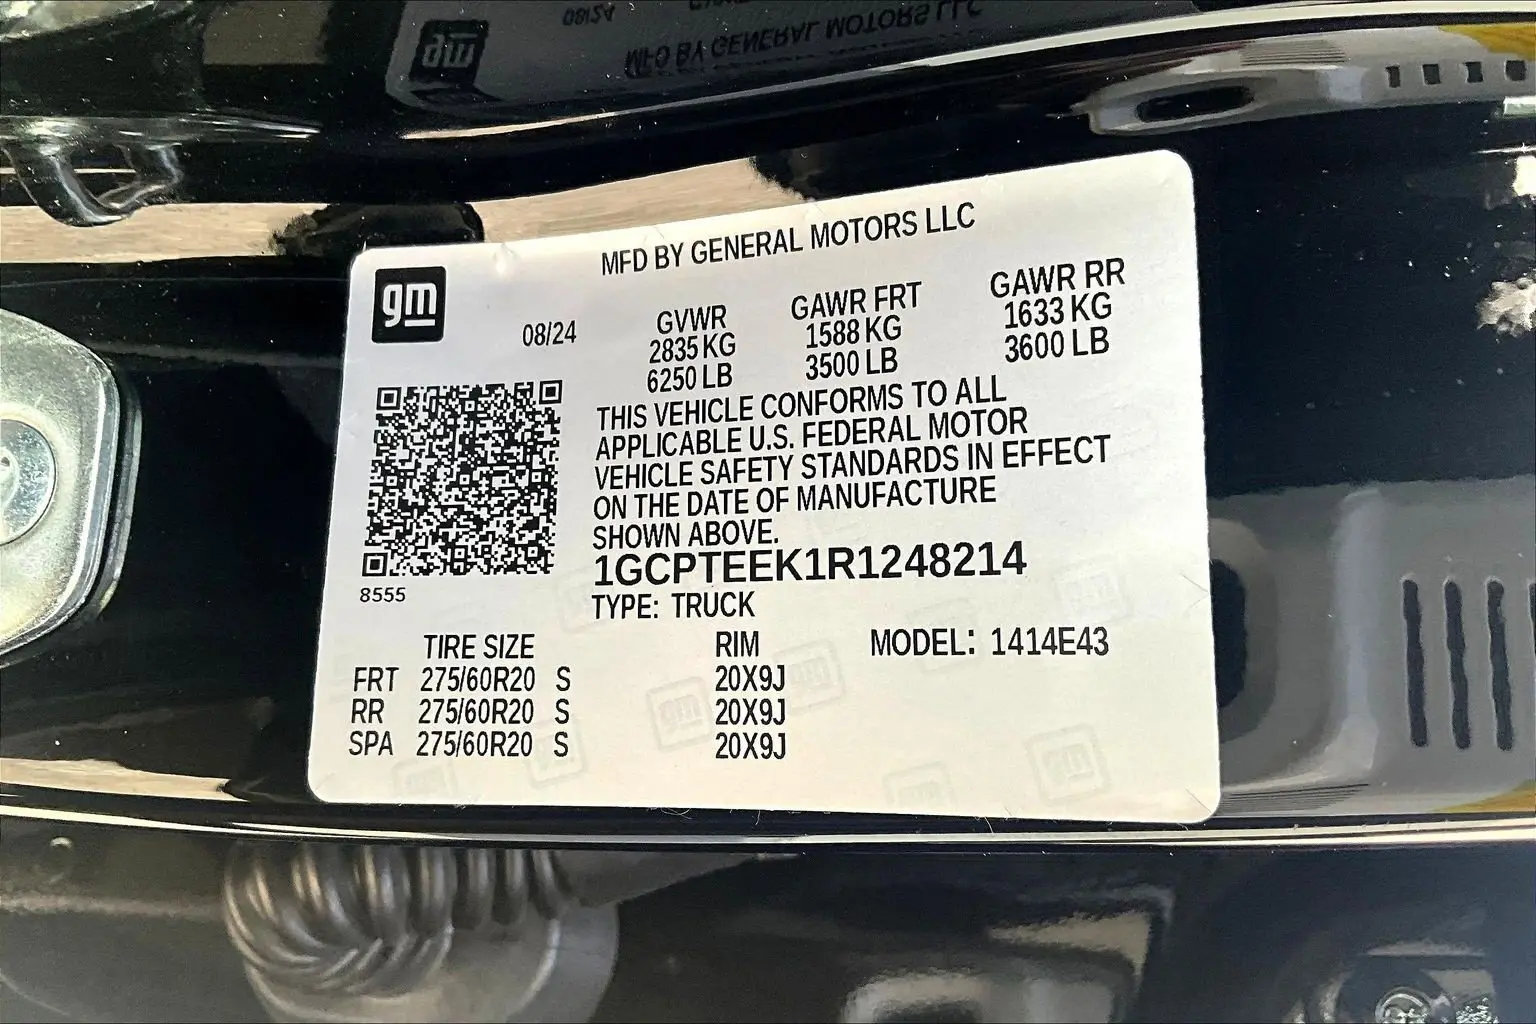 MFD BY GENERAL MOTORS LLC
gm
08/24
GVWR
2835 KG
6250 LB
GAWR FRT
1588 KG
3500 LB
GAWR RR
1633 KG
3600 LB
THIS VEHICLE CONFORMS TO ALL
APPLICABLE U.S. FEDERAL MOTOR
VEHICLE SAFETY STANDARDS IN EFFECT
ON THE DATE OF MANUFACTURE
SHOWN ABOVE.
1GCPTEEK1R1248214
8555
TYPE: TRUCK
TIRE SIZE RIM MODEL: 1414E43
FRT 275/60R20 S 20X9J
RR 275/60R20 S 20X9J
SPA 275/60R20 S 20X9J